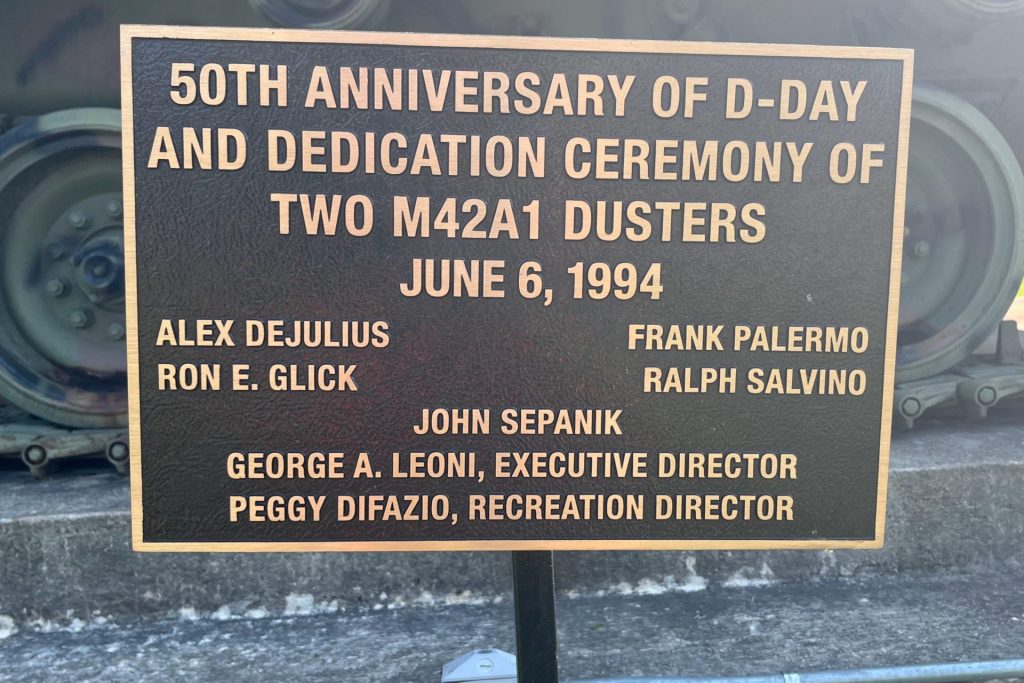 50TH ANNIVERSARY OF D-DAY
AND DEDICATION CEREMONY OF
TWO M42A1 DUSTERS
JUNE 6, 1994
ALEX DEJULIUS FRANK PALERMO
RON E. GLICK RALPH SALVINO
JOHN SEPANIK
GEORGE A. LEONI, EXECUTIVE DIRECTOR
PEGGY DIFAZIO, RECREATION DIRECTOR